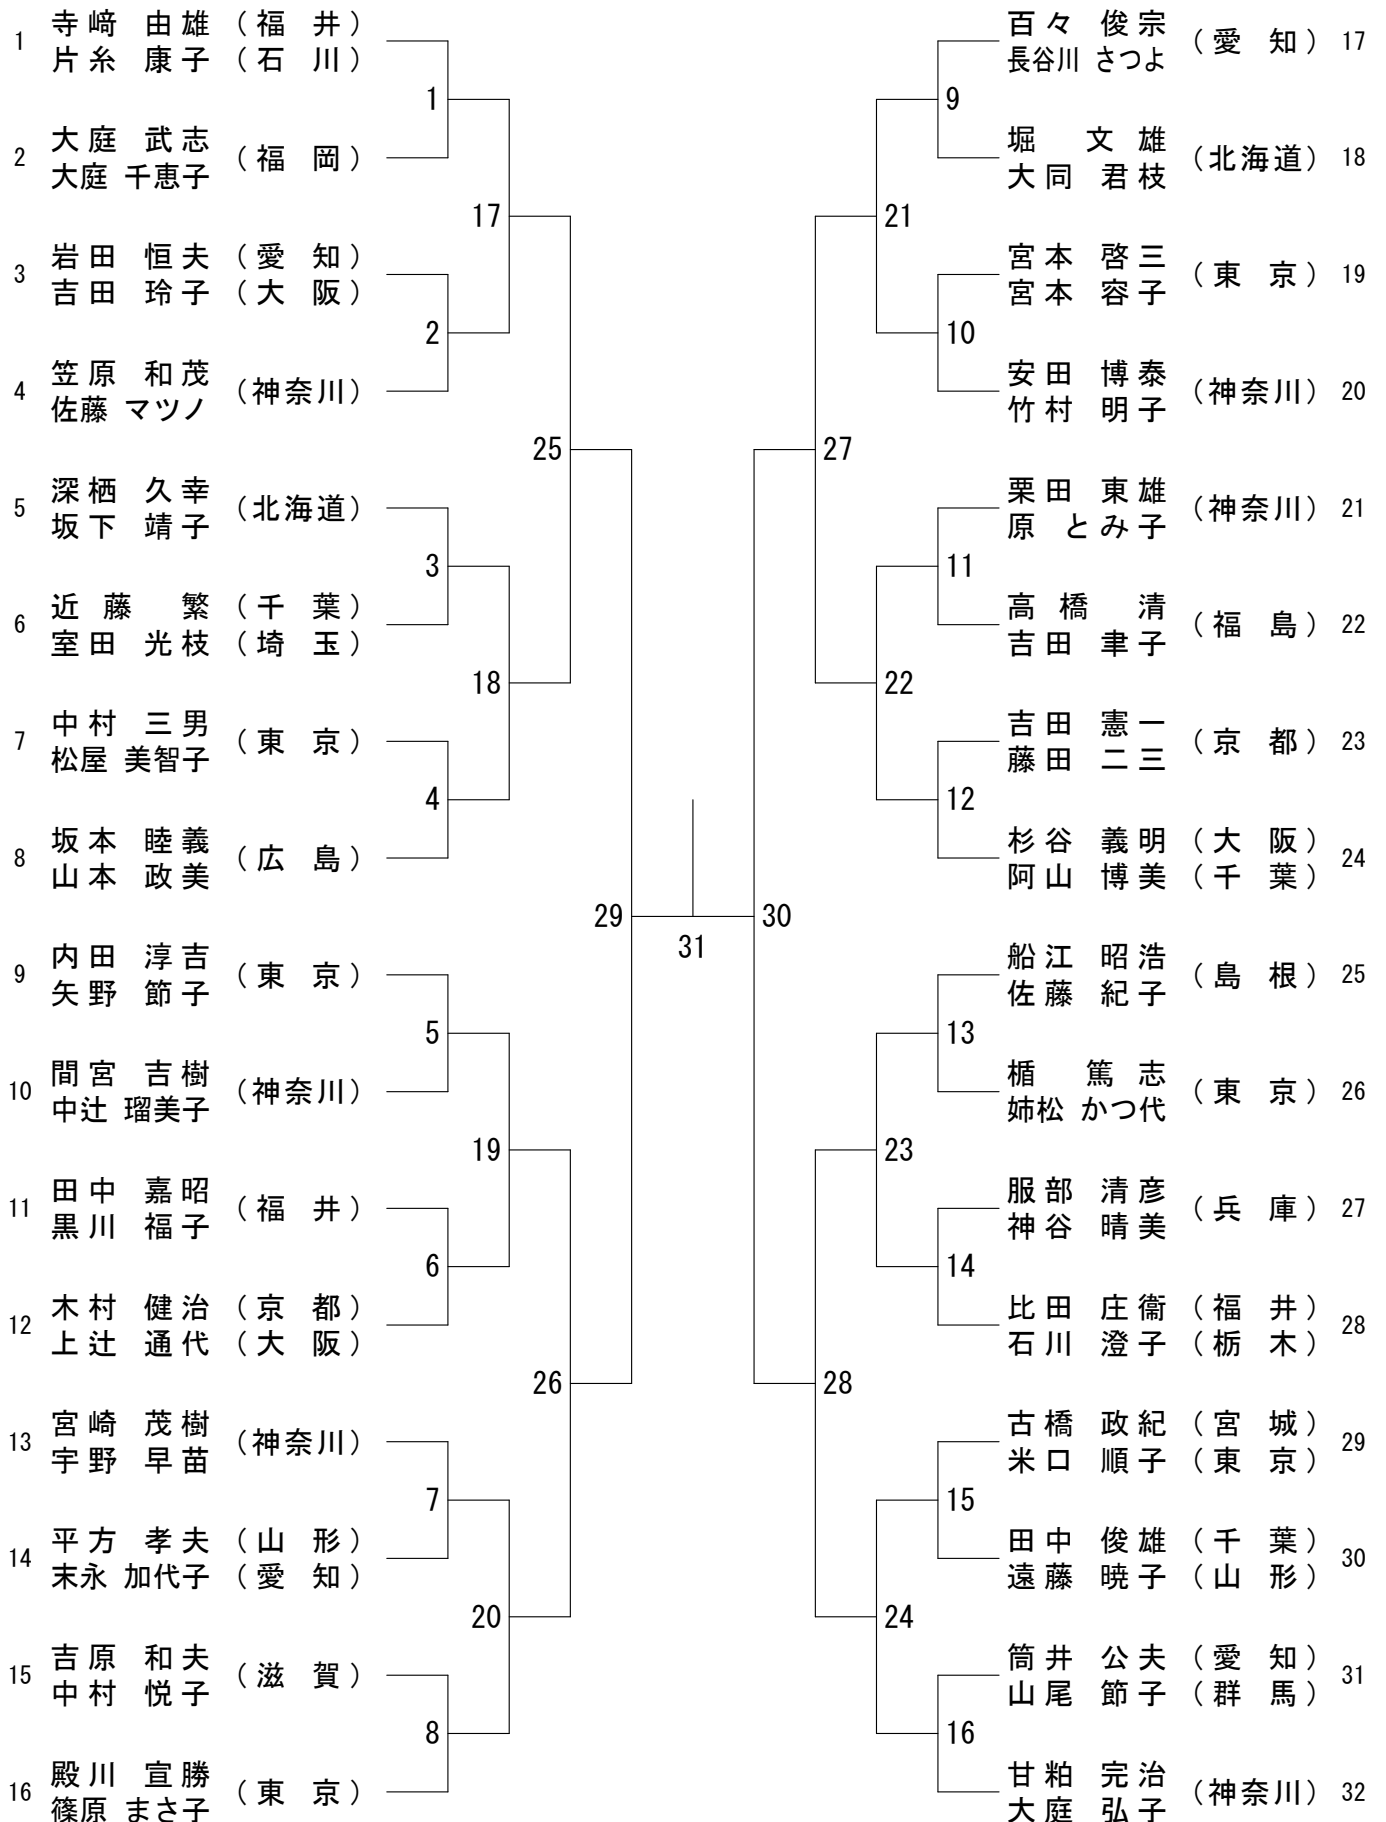 1 寺﨑 由雄 (福井)
片糸 康子 (石川)
2 大庭 武志 (福岡)
大庭 千恵子
3 岩田 恒夫 (愛知)
吉田 玲子 (大阪)
4 笠原 和茂 (神奈川)
佐藤 マツノ
5 深栖 久幸 (北海道)
坂下 靖子
6 近藤 繁 (千葉)
室田 光枝 (埼玉)
7 中村 三男 (東京)
松屋 美智子
8 坂本 睦義 (広島)
山本 政美
9 内田 淳吉 (東京)
矢野 節子
10 間宮 吉樹 (神奈川)
中辻 瑠美子
11 田中 嘉昭 (福井)
黒川 福子
12 木村 健治 (京都)
上辻 通代 (大阪)
13 宮崎 茂樹 (神奈川)
宇野 早苗
14 平方 孝夫 (山形)
末永 加代子 (愛知)
15 吉原 和夫 (滋賀)
中村 悦子
16 殿川 宣勝 (東京)
篠原 まさ子
1
2
3
4
5
6
7
8
17
18
19
20
25
26
29
31
30
27
28
21
22
23
24
9
10
11
12
13
14
15
16
百々 俊宗 (愛知) 17
長谷川 さつよ
堀 文雄 (北海道) 18
大同 君枝
宮本 啓三 (東京) 19
宮本 容子
安田 博泰 (神奈川) 20
竹村 明子
栗田 東雄 (神奈川) 21
原 とみ子
高橋 清 (福島) 22
吉田 聿子
吉田 憲一 (京都) 23
藤田 二三
杉谷 義明 (大阪) 24
阿山 博美 (千葉)
船江 昭浩 (島根) 25
佐藤 紀子
楯 篤志 (東京) 26
姉松 かつ代
服部 清彦 (兵庫) 27
神谷 晴美
比田 庄衞 (福井) 28
石川 澄子 (栃木)
古橋 政紀 (宮城) 29
米口 順子 (東京)
田中 俊雄 (千葉) 30
遠藤 暁子 (山形)
筒井 公夫 (愛知) 31
山尾 節子 (群馬)
甘粕 完治 (神奈川) 32
大庭 弘子